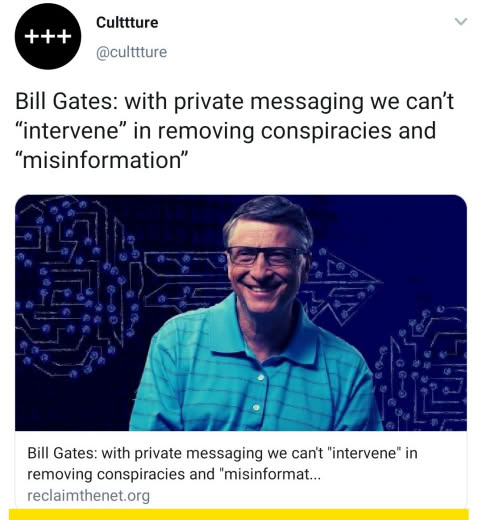 +++
Culttture
@culttture
Bill Gates: with private messaging we can't
“intervene” in removing conspiracies and
“misinformation”
Bill Gates: with private messaging we can't "intervene" in
removing conspiracies and "misinformat...
reclaimthenet.org